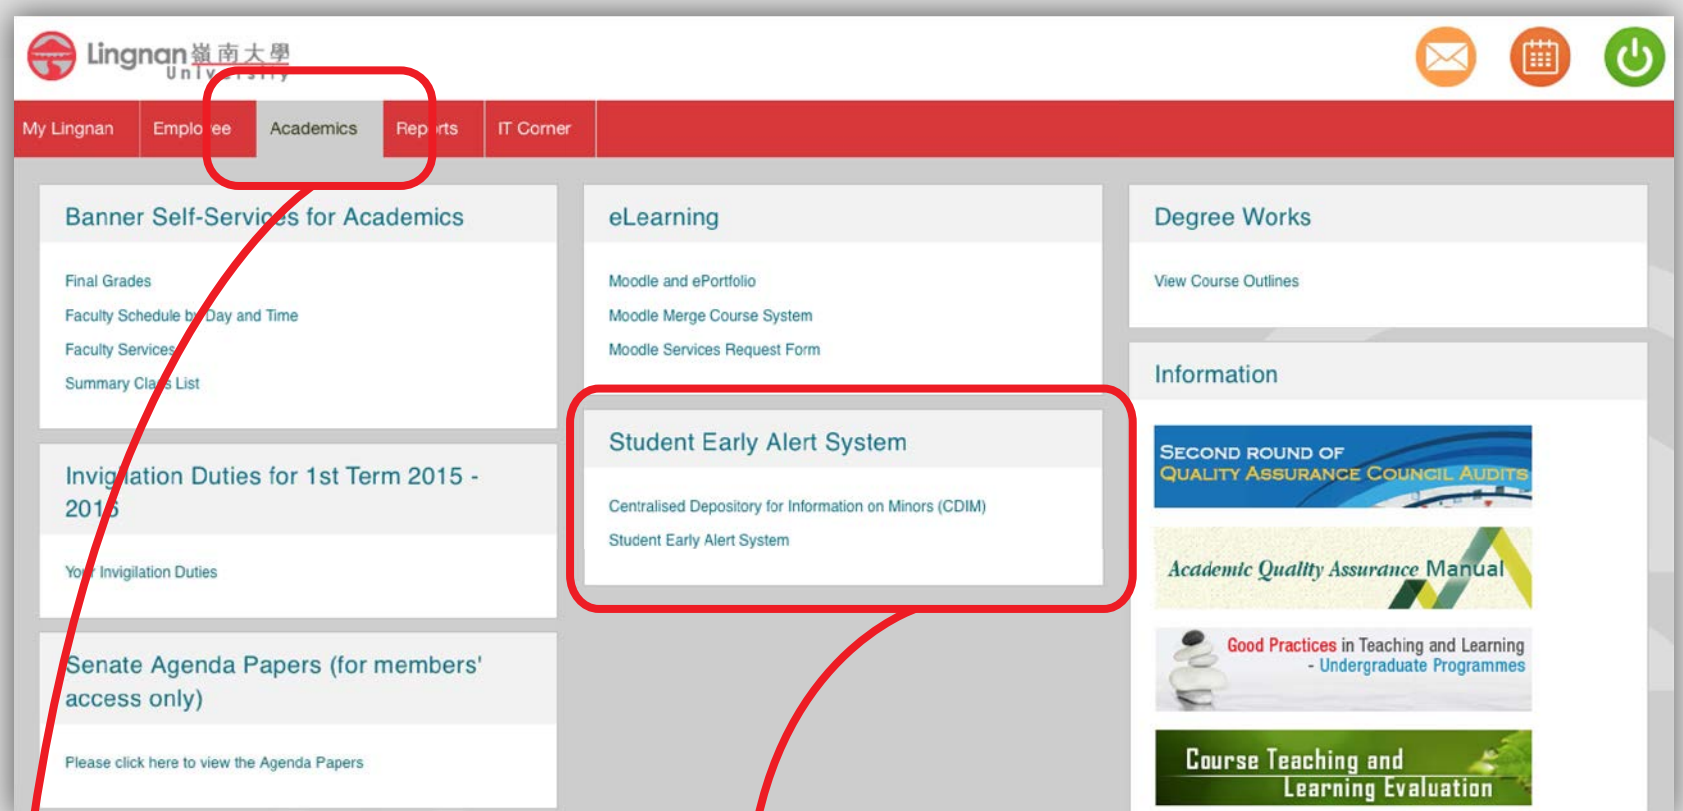 Lingnan 嶺南大學
University
My Lingnan
Employee
Academics
Reports
IT Corner
Banner Self-Services for Academics
Final Grades
Faculty Schedule by Day and Time
Faculty Services
Summary Class List
Invigilation Duties for 1st Term 2015 -
2016
Your Invigilation Duties
Senate Agenda Papers (for members'
access only)
Please click here to view the Agenda Papers
eLearning
Moodle and ePortfolio
Moodle Merge Course System
Moodle Services Request Form
Student Early Alert System
Centralised Depository for Information on Minors (CDIM)
Student Early Alert System
Degree Works
View Course Outlines
Information
SECOND ROUND OF
QUALITY ASSURANCE COUNCIL AUDITS
Academic Quality Assurance Manual
Good Practices in Teaching and Learning
- Undergraduate Programmes
Course Teaching and
Learning Evaluation